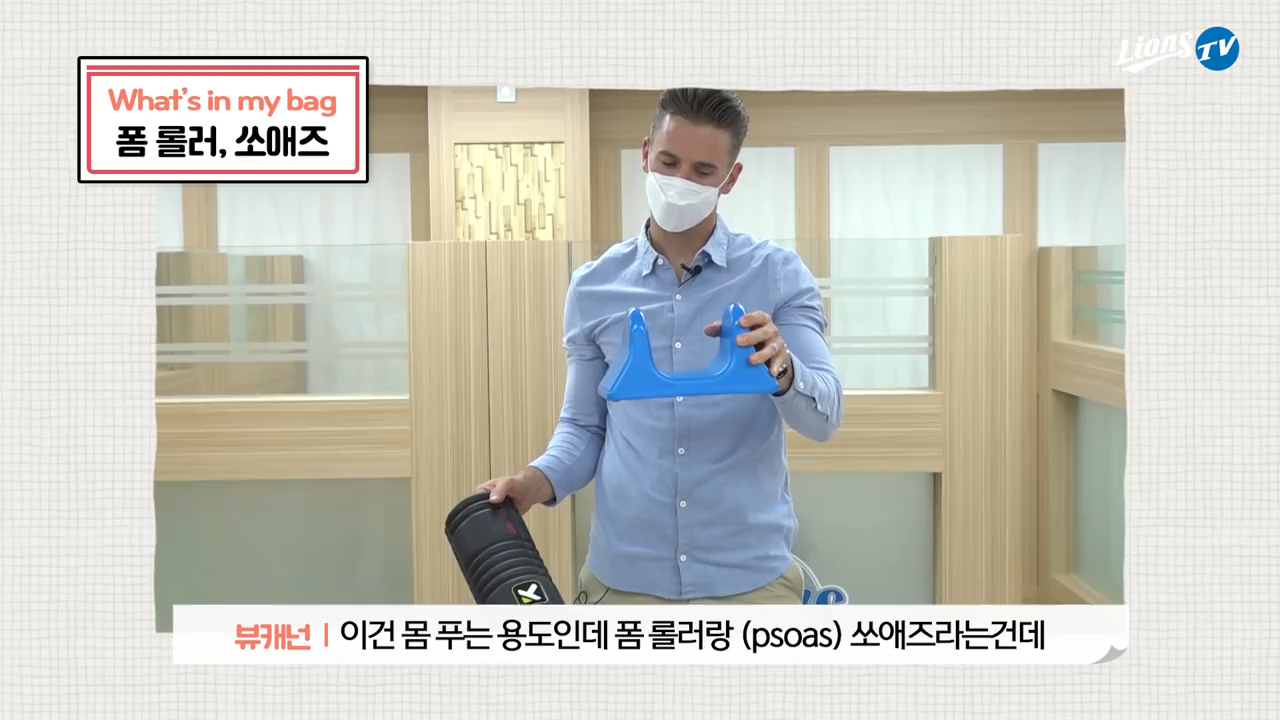 Lions TV
What's in my bag
폼 롤러, 쏘애즈
뷰캐넌 | 이건 몸 푸는 용도인데 폼 롤러랑 (psoas) 쏘애즈라는건데